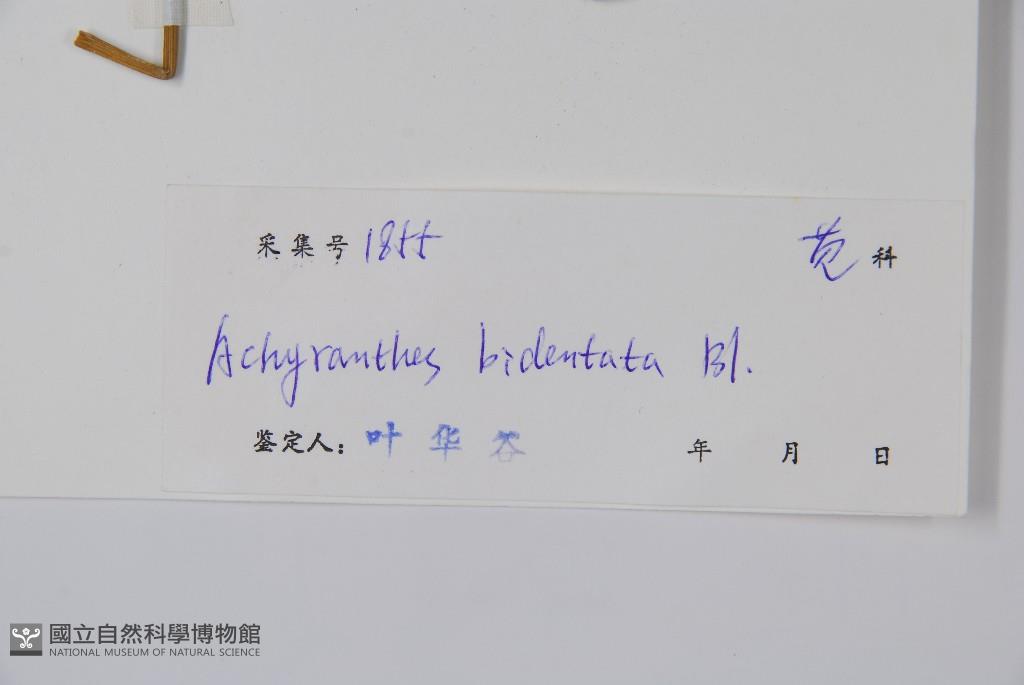 采集号 1855 苋科
Achyranthes bidentata Bl.
鉴定人: 叶华谷 年 月 日
國立自然科學博物館
NATIONAL MUSEUM OF NATURAL SCIENCE